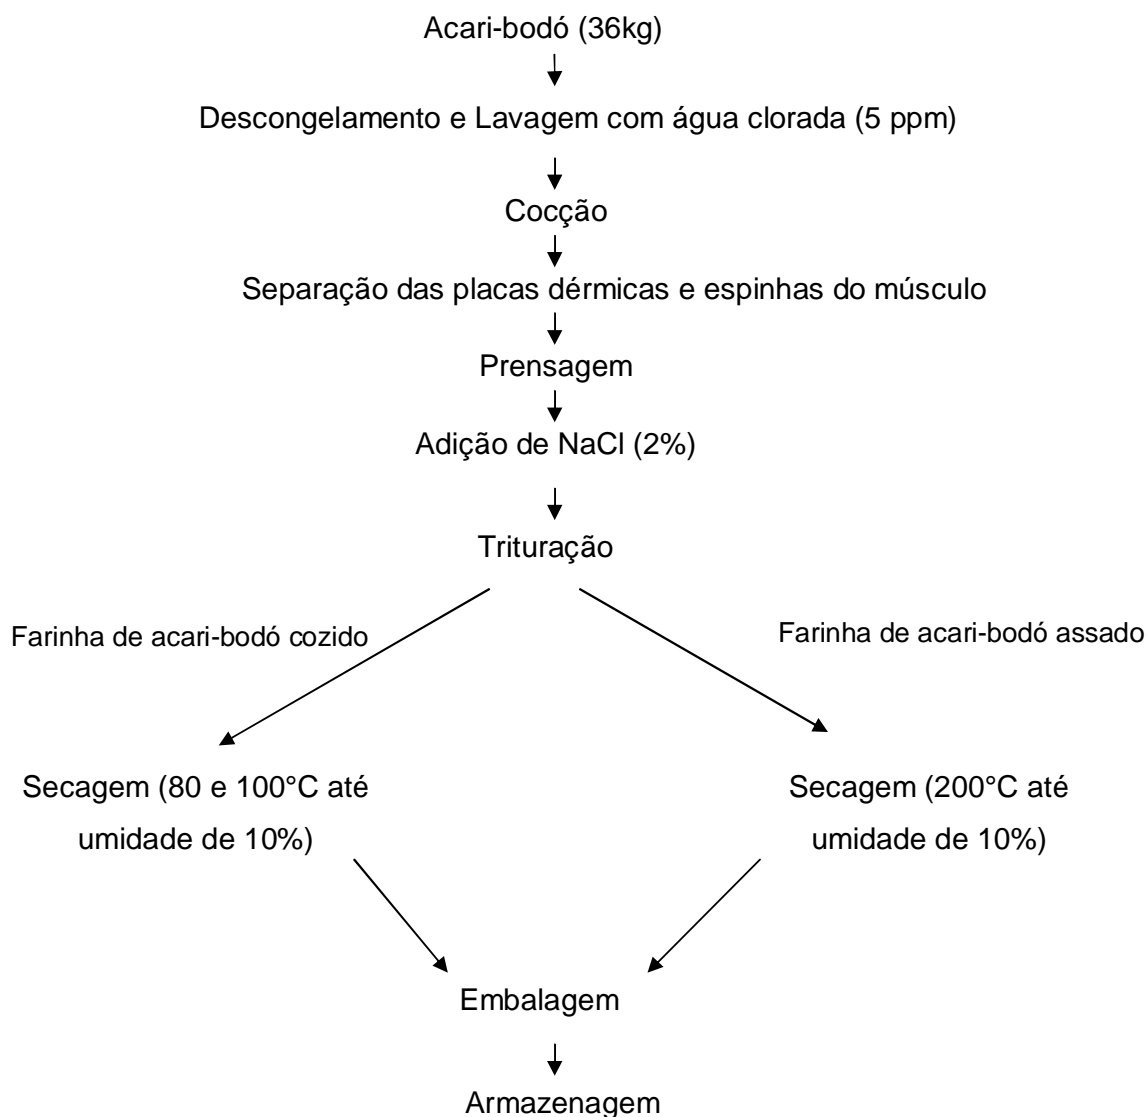 Acari-bodó (36kg)
Descongelamento e Lavagem com água clorada (5 ppm)
Cocção
Separação das placas dérmicas e espinhas do músculo
Prensagem
Adição de NaCl (2%)
Trituração
Farinha de acari-bodó cozido
Farinha de acari-bodó assado
Secagem (80 e 100°C até
umidade de 10%)
Secagem (200°C até
umidade de 10%)
Embalagem
Armazenagem